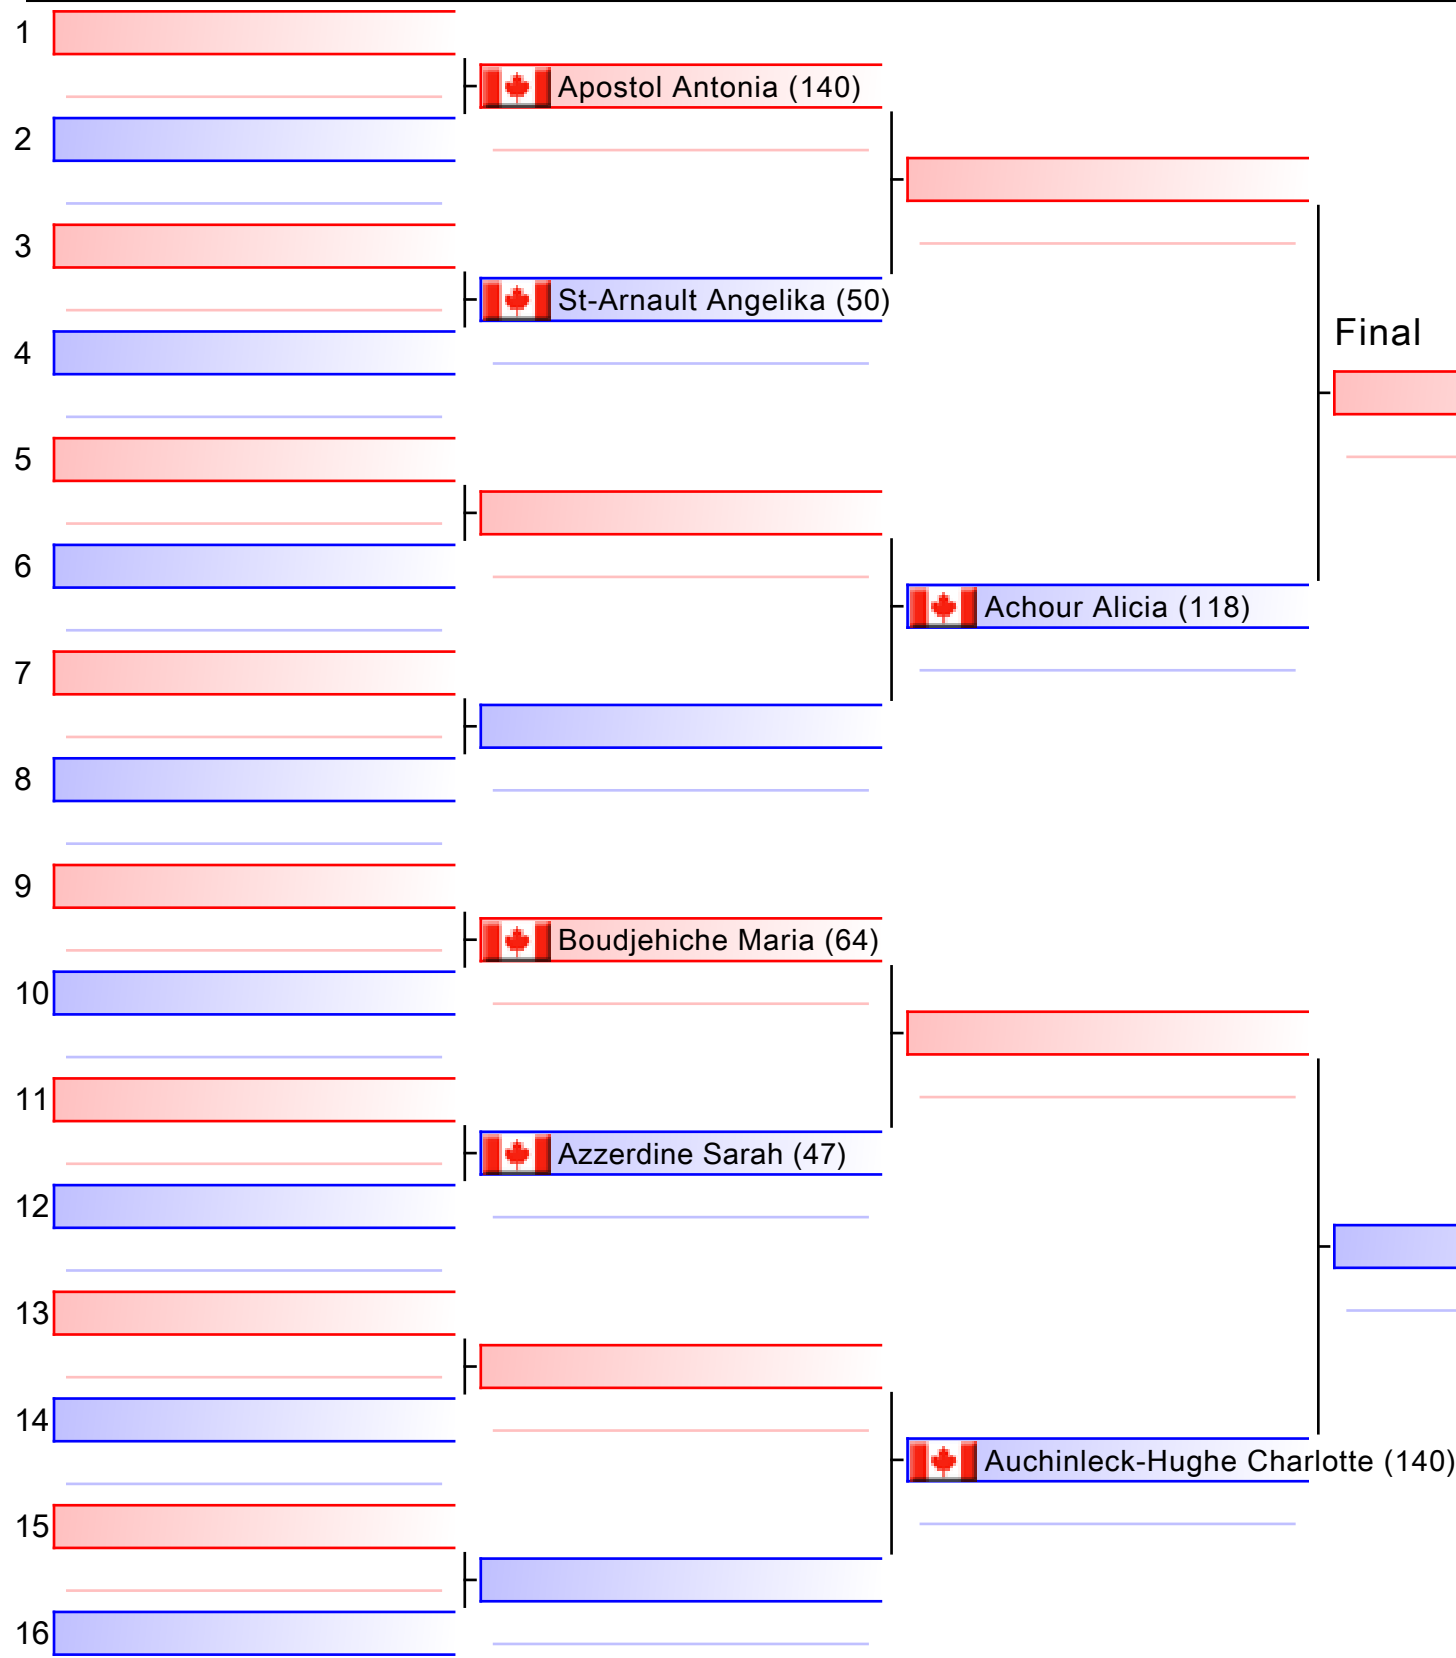 1
Apostol Antonia (140)
2
3
St-Arnault Angelika (50)
Final
4
5
6
Achour Alicia (118)
7
8
9
Boudjehiche Maria (64)
10
11
Azzerdine Sarah (47)
12
13
14
Auchinleck-Hughe Charlotte (140)
15
16